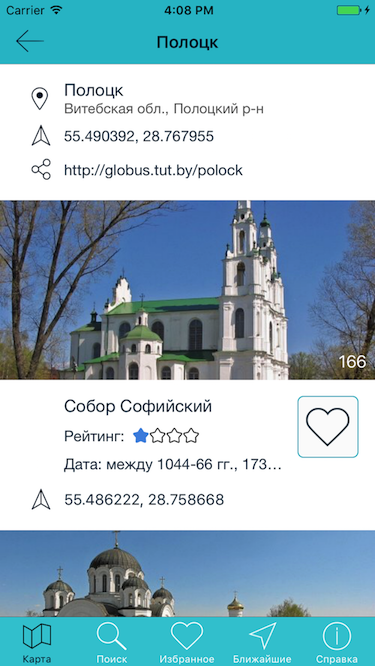 Carrier 4:08 PM
Полоцк
Полоцк
Витебская обл., Полоцкий р-н
55.490392, 28.767955
http://globus.tut.by/polock
166
Собор Софийский
Рейтинг:
Дата: между 1044-66 гг., 173...
55.486222, 28.758668
Карта Поиск Избранное Ближайшие Справка